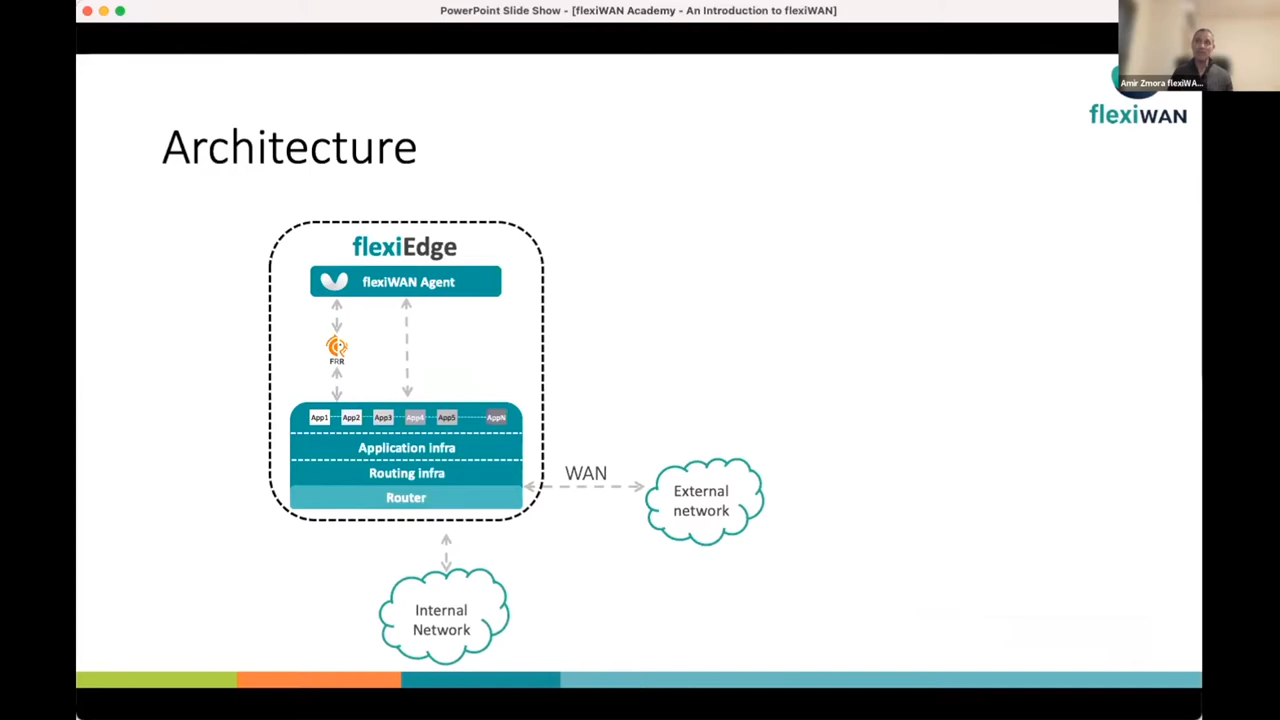 PowerPoint Slide Show - [flexiWAN Academy - An Introduction to flexiWAN]
Amir Zmora flexiWA...
flexiWAN
Architecture
flexiEdge
flexiWAN Agent
FRR
App1 App2 App3 App4 App5 AppN
Application infra
Routing infra
Router
WAN
External
network
Internal
Network